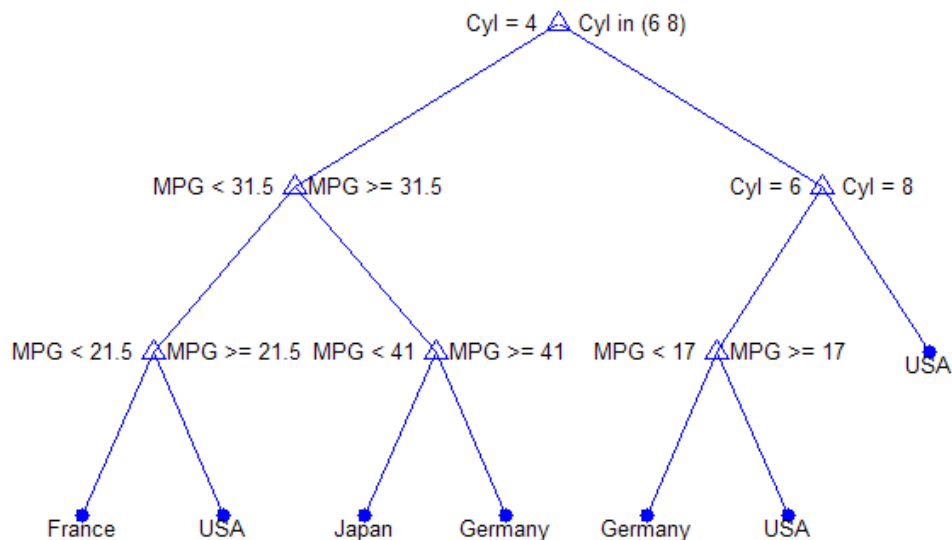 Cyl = 4 Cyl in (6 8)
MPG < 31.5 MPG >= 31.5 Cyl = 6 Cyl = 8
MPG < 21.5 MPG >= 21.5 MPG < 41 MPG >= 41 MPG < 17 MPG >= 17 USA
France USA Japan Germany Germany USA